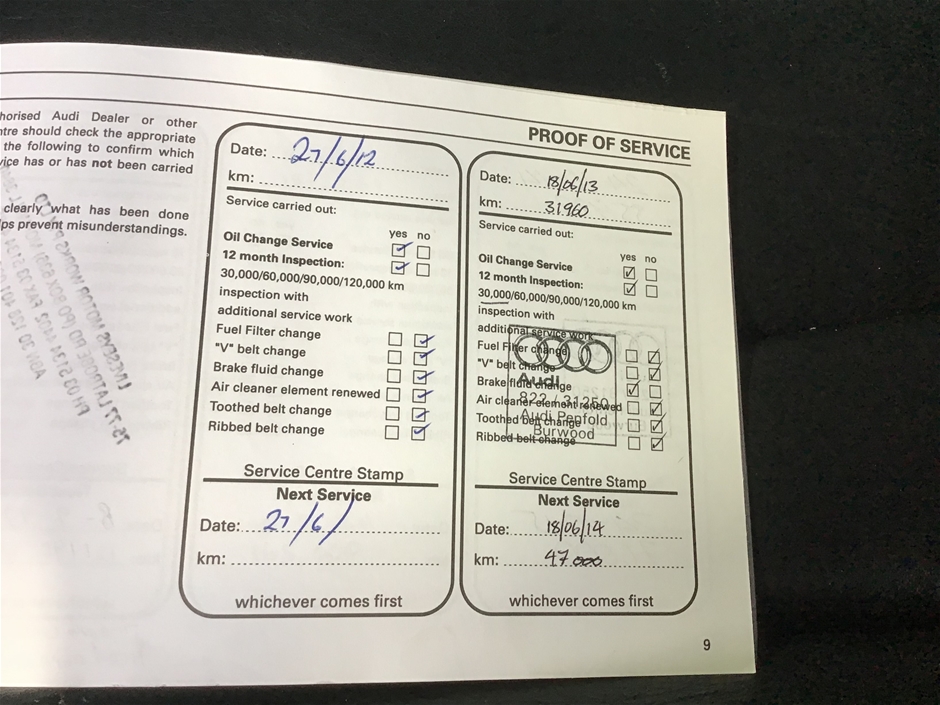 horised Audi Dealer or other
ntre should check the appropriate
the following to confirm which
vice has or has not been carried
clearly what has been done
lps prevent misunderstandings.
PROOF OF SERVICE
Date: 27/6/12
km:
Service carried out:
yes no
Oil Change Service
12 month Inspection:
30,000/60,000/90,000/120,000 km
inspection with
additional service work
Fuel Filter change
"V" belt change
Brake fluid change
Air cleaner element renewed
Toothed belt change
Ribbed belt change
Service Centre Stamp
Next Service
Date: 27/6/
km:
whichever comes first
Date: 18/06/13
km: 31960
Service carried out:
yes no
Oil Change Service
12 month Inspection:
30,000/60,000/90,000/120,000 km
inspection with
additional service work
Fuel Filter change
"V" belt change
Brake fluid change
Air cleaner element renewed
Toothed belt change
Ribbed belt change
Audi
822 / 31250
Audi Penfold
Burwood
Service Centre Stamp
Next Service
Date: 18/06/14
km: 47000
whichever comes first
9